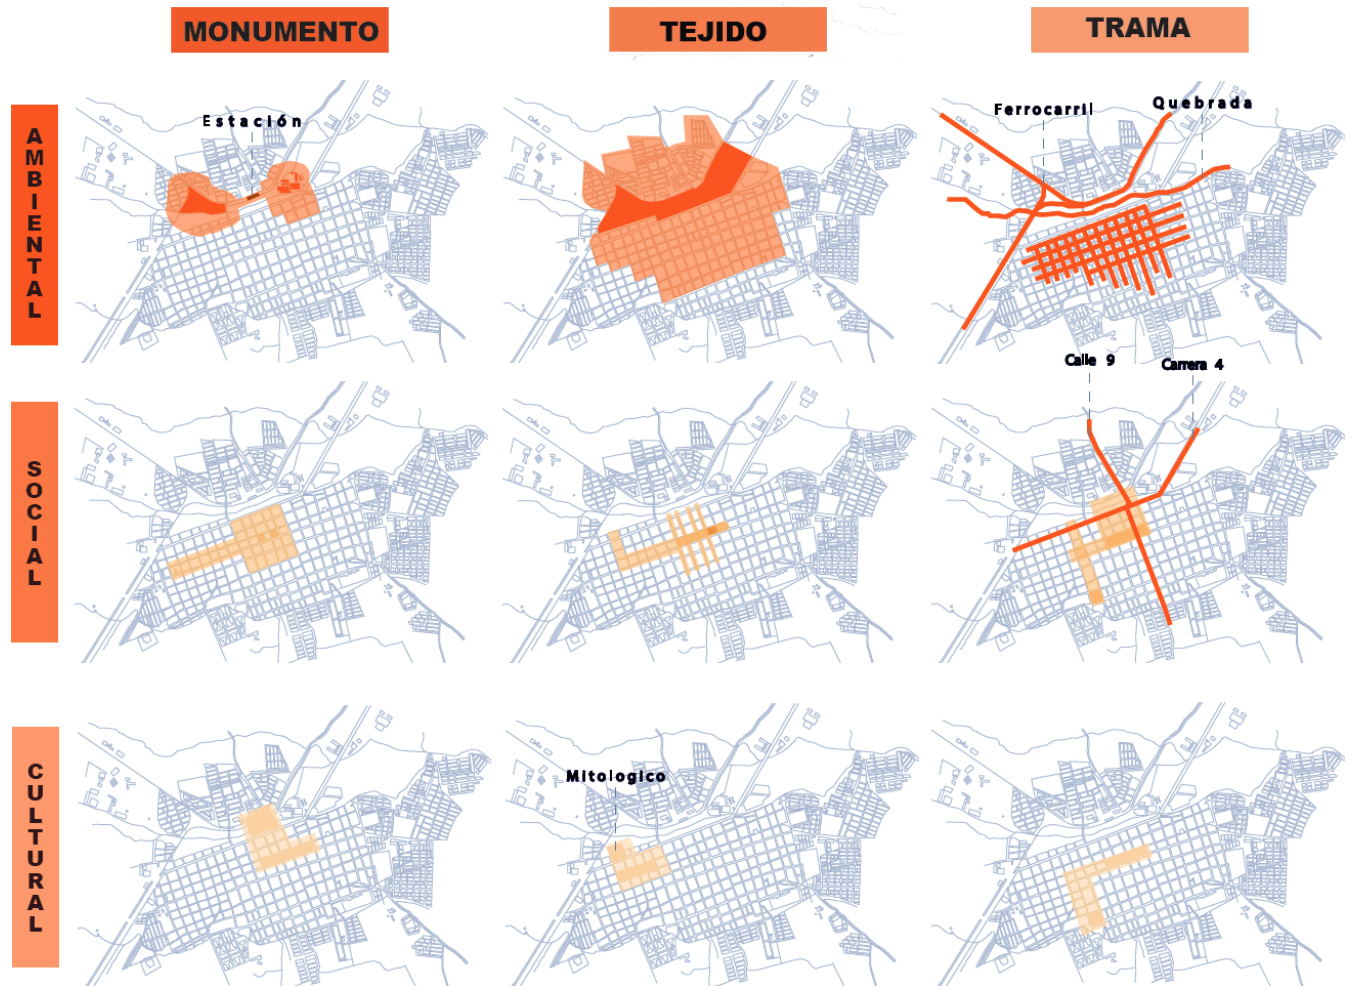 MONUMENTO
TEJIDO
TRAMA
AMBIENTAL
Estación
Ferrocarril
Quebrada
SOCIAL
Calle 9
Carrera 4
CULTURAL
Mitologico